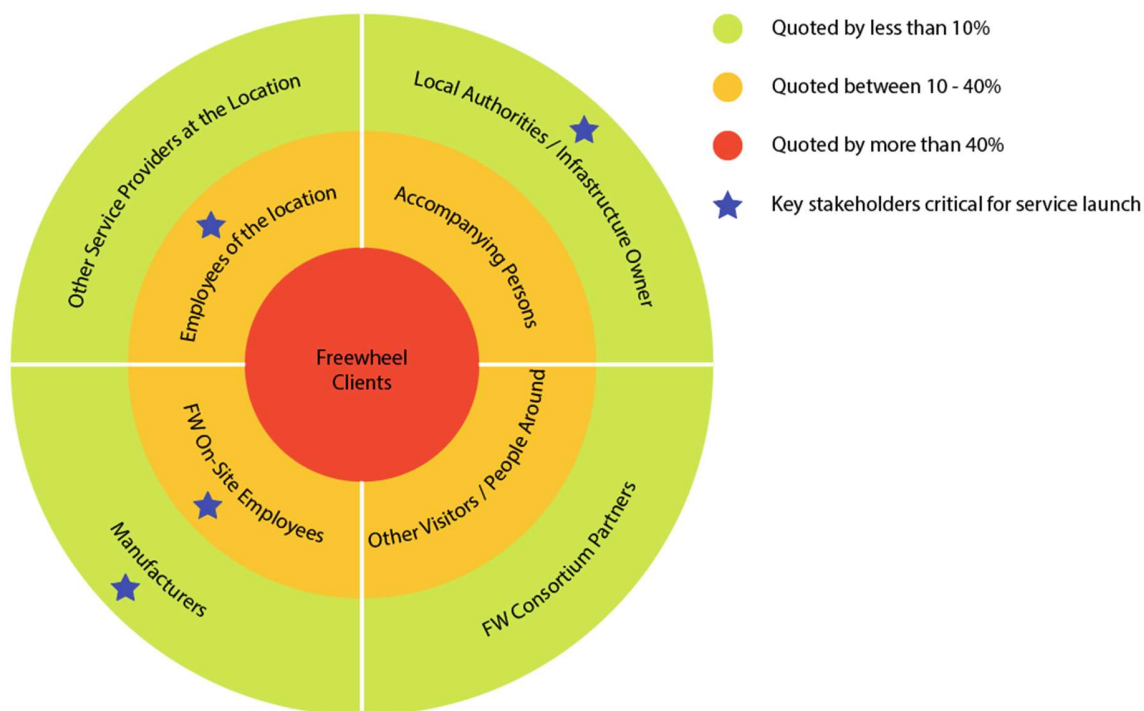 Other Service Providers at the Location
Local Authorities / Infrastructure Owner
Employees of the location
Accompanying Persons
Freewheel
Clients
FW On-Site Employees
Other Visitors / People Around
Manufacturers
FW Consortium Partners
Quoted by less than 10%
Quoted between 10 - 40%
Quoted by more than 40%
Key stakeholders critical for service launch